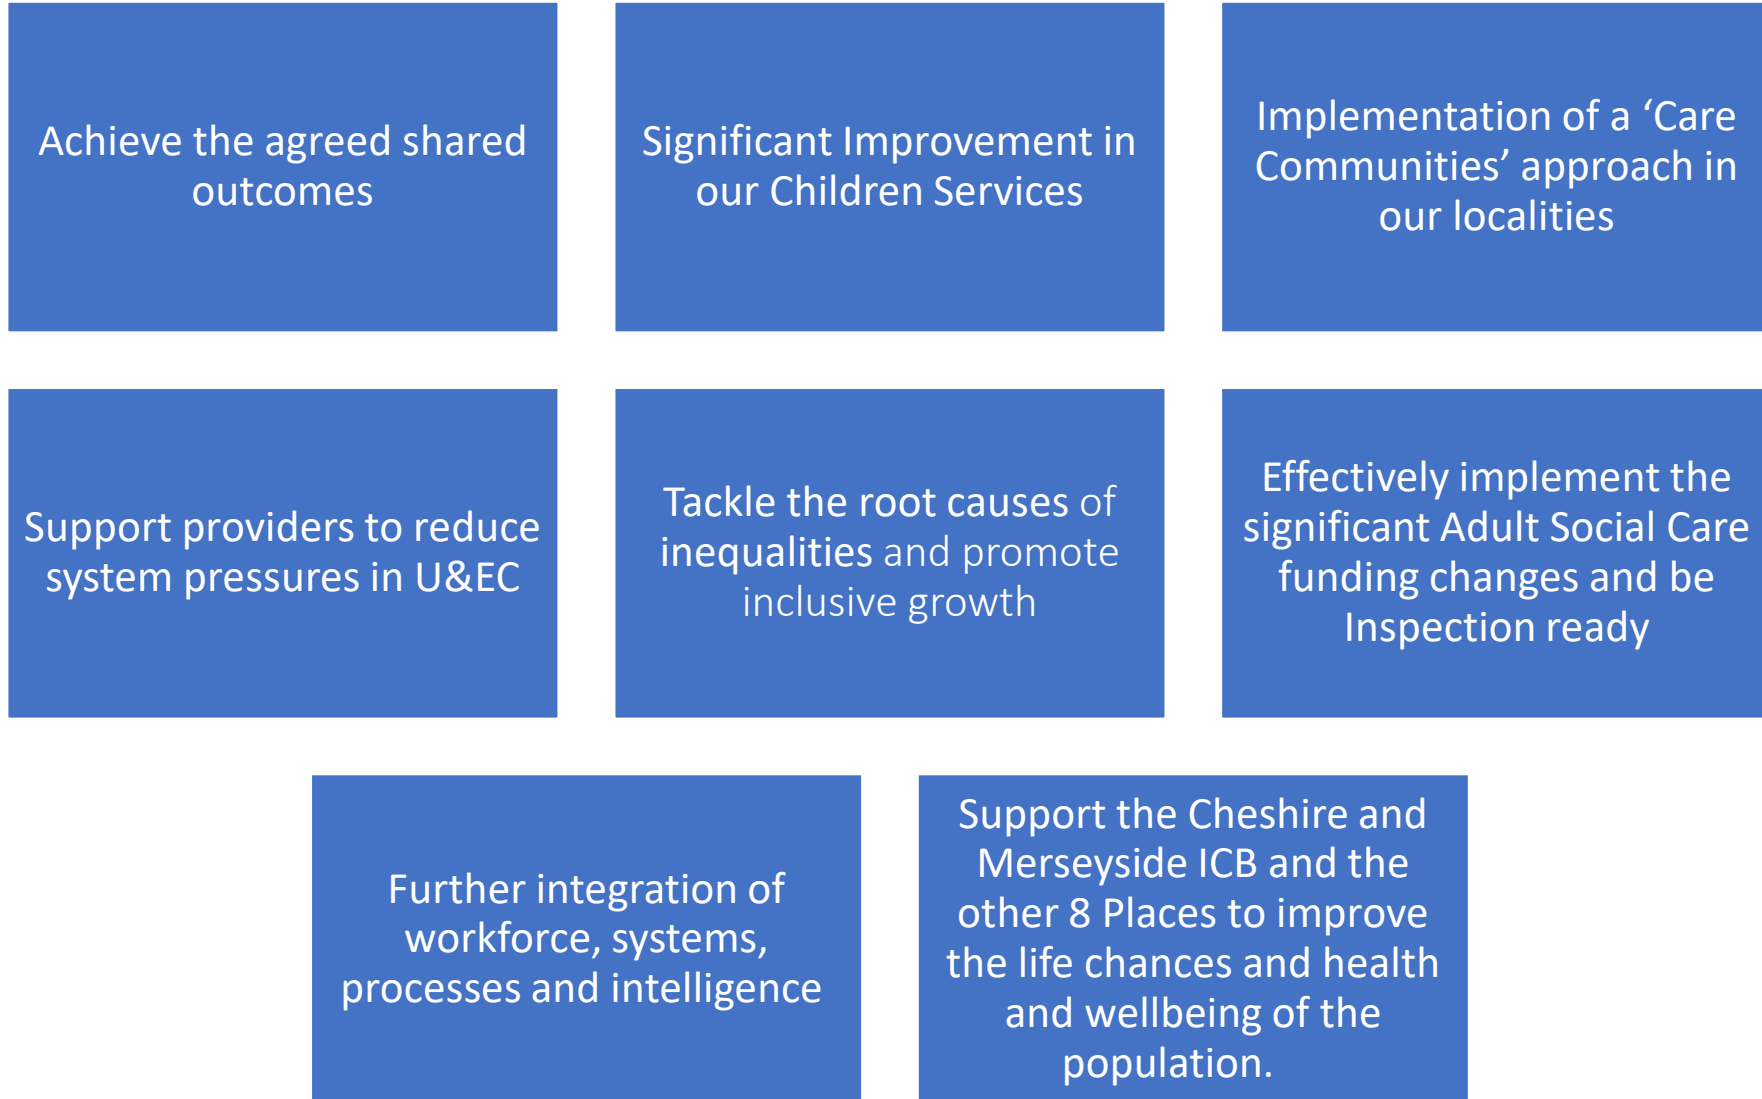 Achieve the agreed shared
outcomes
Significant Improvement in
our Children Services
Implementation of a ‘Care
Communities’ approach in
our localities
Support providers to reduce
system pressures in U&EC
Tackle the root causes of
inequalities and promote
inclusive growth
Effectively implement the
significant Adult Social Care
funding changes and be
Inspection ready
Further integration of
workforce, systems,
processes and intelligence
Support the Cheshire and
Merseyside ICB and the
other 8 Places to improve
the life chances and health
and wellbeing of the
population.